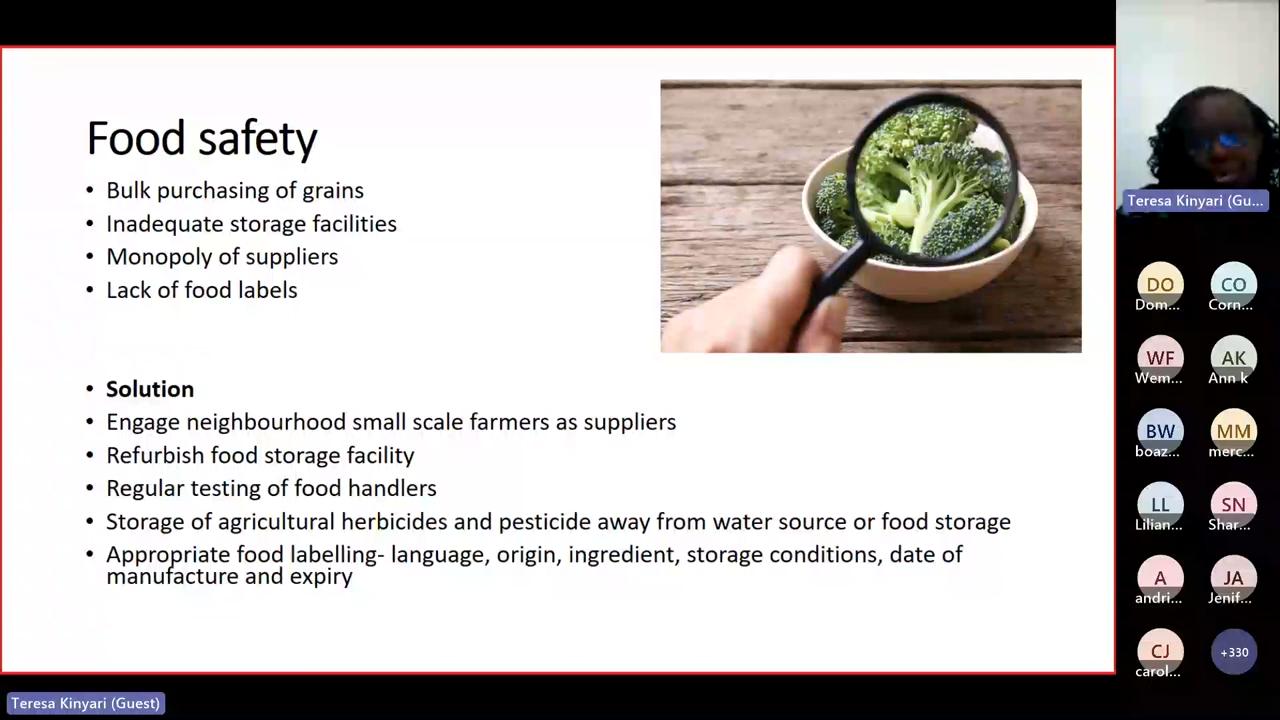 Food safety
• Bulk purchasing of grains
• Inadequate storage facilities
• Monopoly of suppliers
• Lack of food labels
• Solution
• Engage neighbourhood small scale farmers as suppliers
• Refurbish food storage facility
• Regular testing of food handlers
• Storage of agricultural herbicides and pesticide away from water source or food storage
• Appropriate food labelling- language, origin, ingredient, storage conditions, date of
manufacture and expiry
Teresa Kinyari (Gu...
DO CO
Dom... Corn...
WF AK
Wem... Ann k
BW MM
boaz... merc...
LL SN
Lilian... Shar...
A JA
andri... Jenif...
CJ +330
carol...
Teresa Kinyari (Guest)